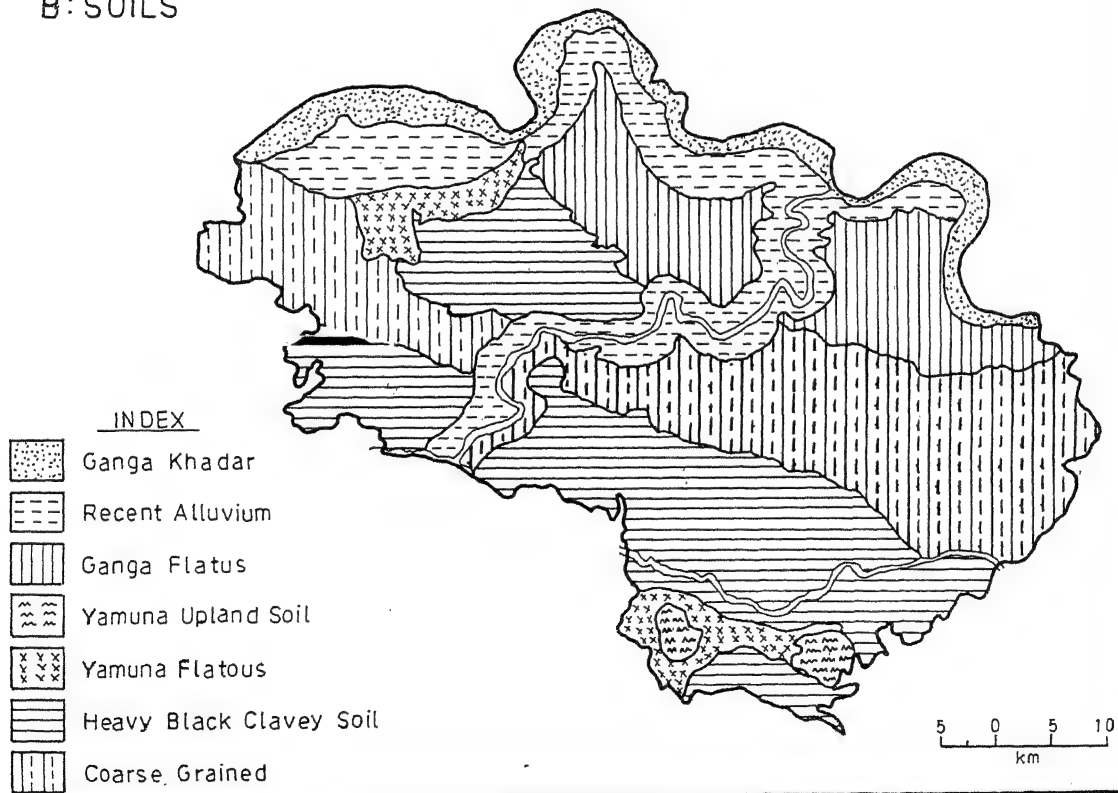 B: SOILS
INDEX
Ganga Khadar
Recent Alluvium
Ganga Flatus
Yamuna Upland Soil
Yamuna Flatous
Heavy Black Clavey Soil
Coarse Grained
5 0 5 10
km